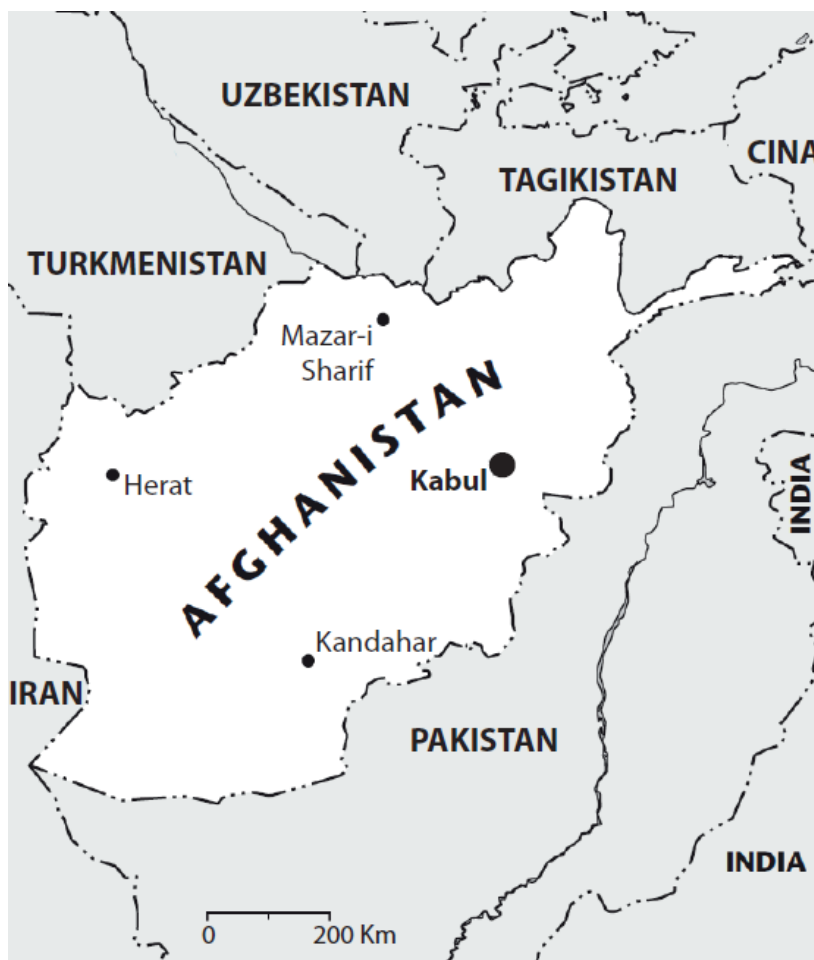 UZBEKISTAN
CINA
TAGIKISTAN
TURKMENISTAN
Mazar-i
Sharif
AFGHANISTAN
Herat
Kabul
INDIA
Kandahar
IRAN
PAKISTAN
INDIA
0 200 Km